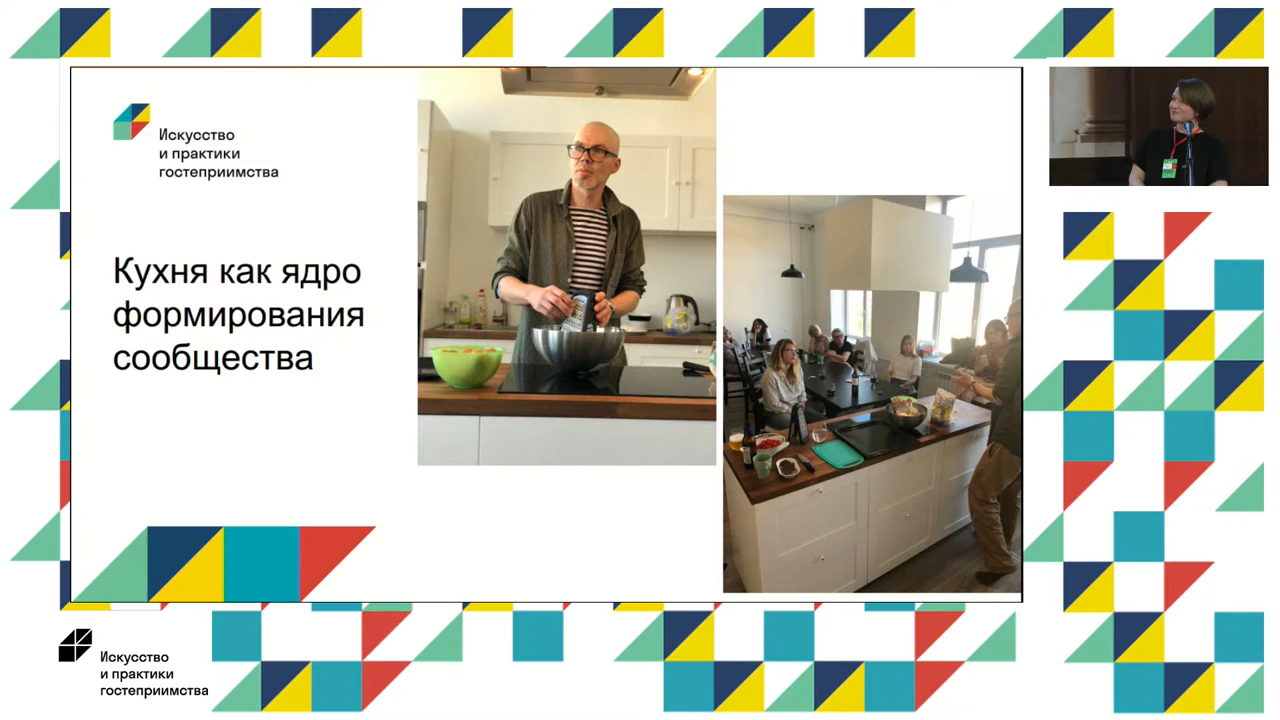 Искусство
и практики
гостеприимства
Кухня как ядро
формирования
сообщества
Искусство
и практики
гостеприимства